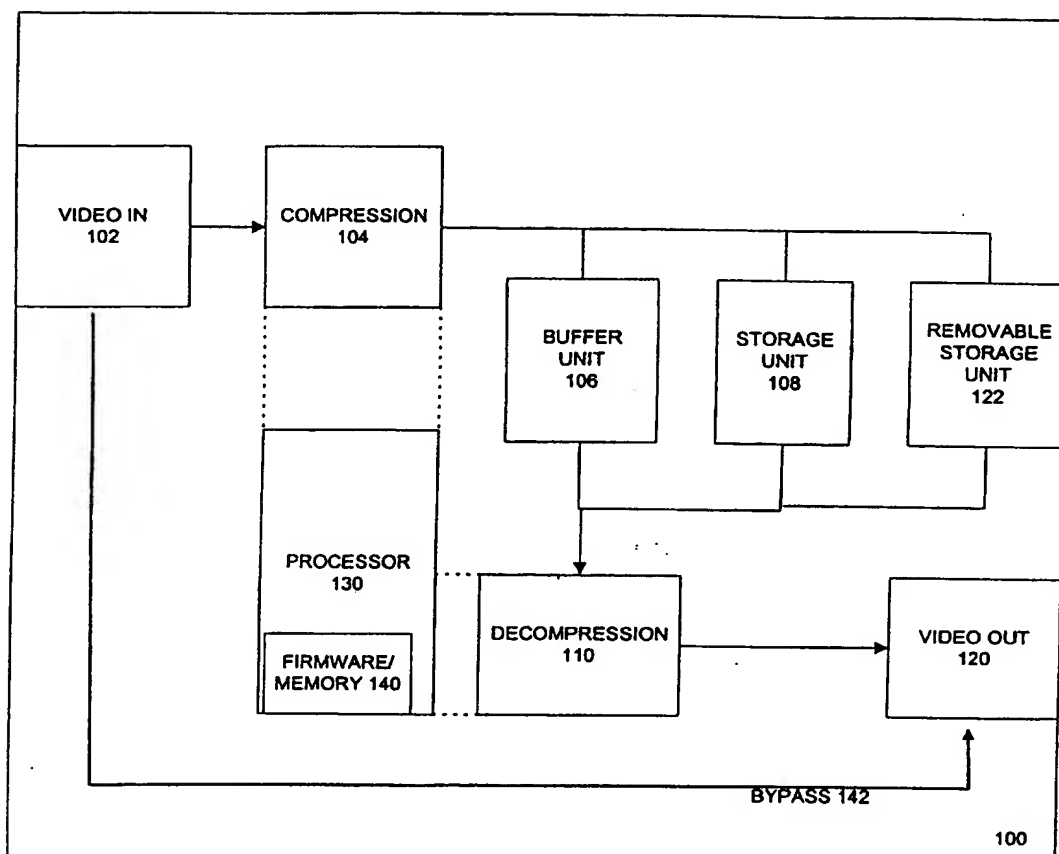 VIDEO IN
102
COMPRESSION
104
BUFFER
UNIT
106
STORAGE
UNIT
108
REMOVABLE
STORAGE
UNIT
122
PROCESSOR
130
FIRMWARE/
MEMORY 140
DECOMPRESSION
110
VIDEO OUT
120
BYPASS 142
100